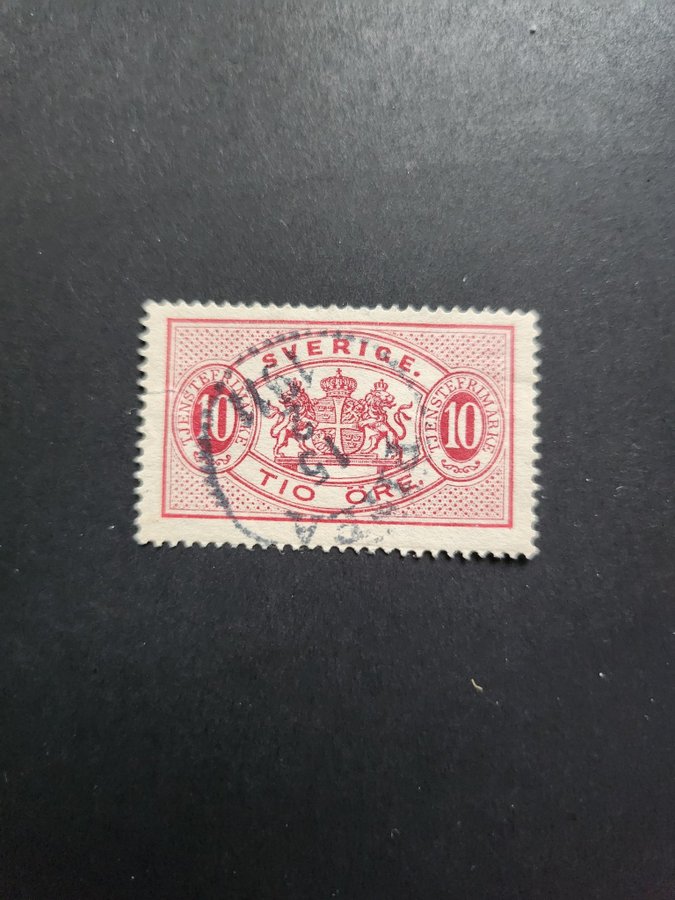 SVERIGE.
TJENSTEFRIMÄRKE
10
10
TJENSTEFRIMÄRKE
TIO ÖRE.